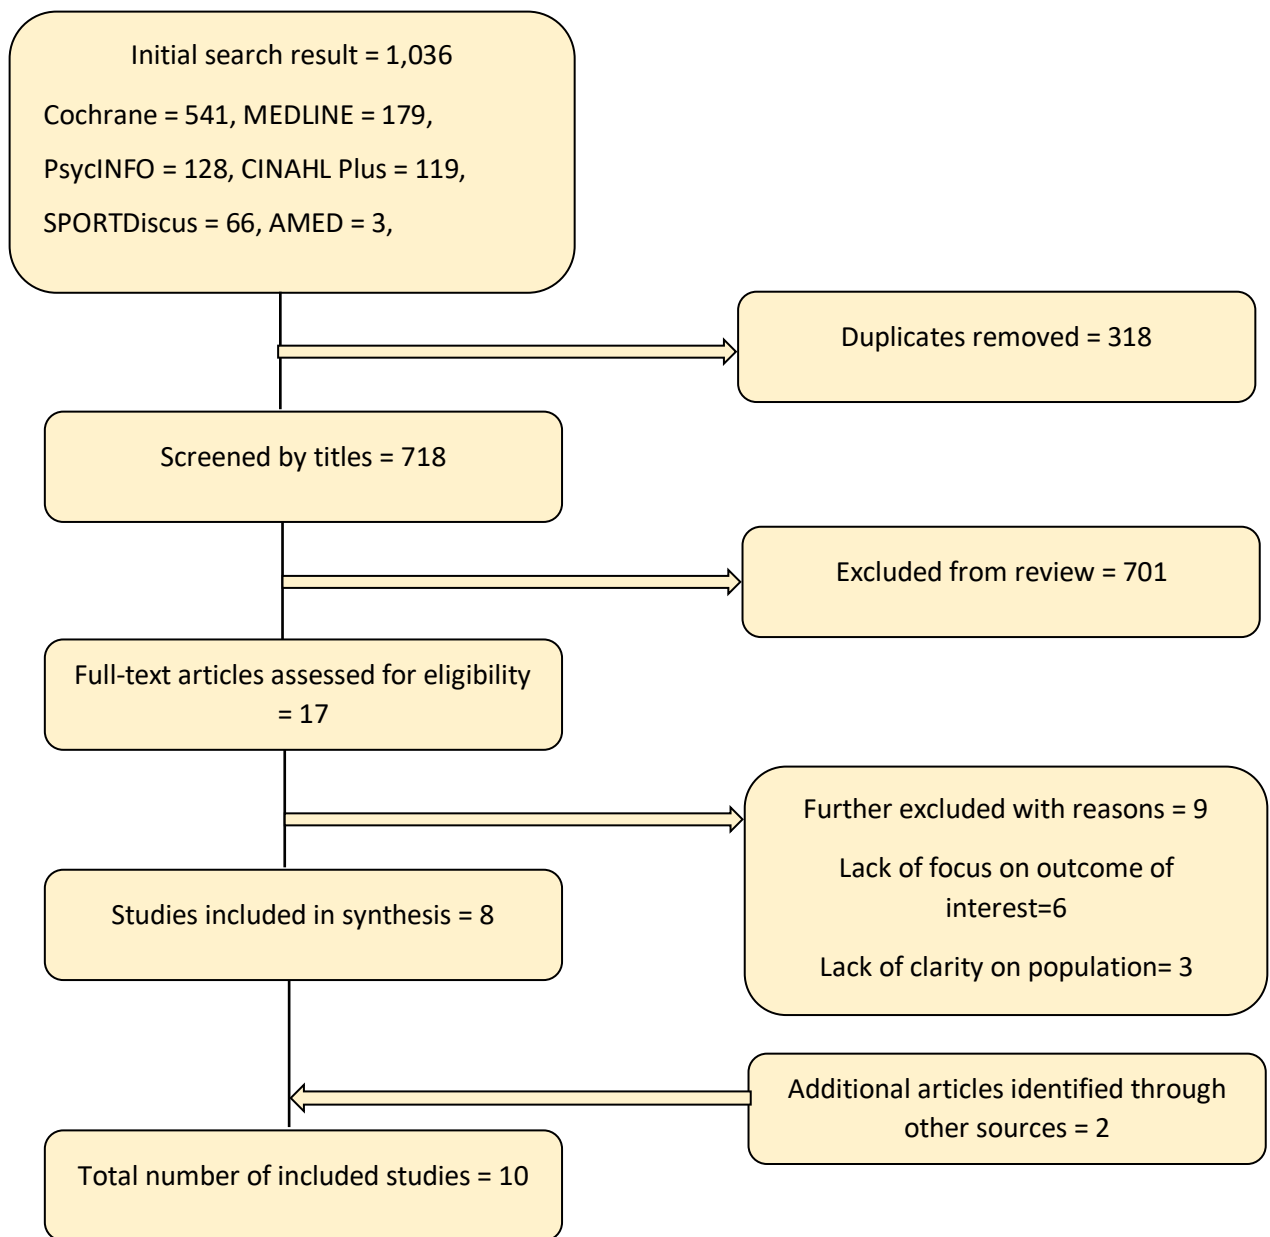 Initial search result = 1,036
Cochrane = 541, MEDLINE = 179,
PsycINFO = 128, CINAHL Plus = 119,
SPORTDiscus = 66, AMED = 3,
Duplicates removed = 318
Screened by titles = 718
Excluded from review = 701
Full-text articles assessed for eligibility
= 17
Further excluded with reasons = 9
Lack of focus on outcome of
interest=6
Lack of clarity on population= 3
Studies included in synthesis = 8
Additional articles identified through
other sources = 2
Total number of included studies = 10